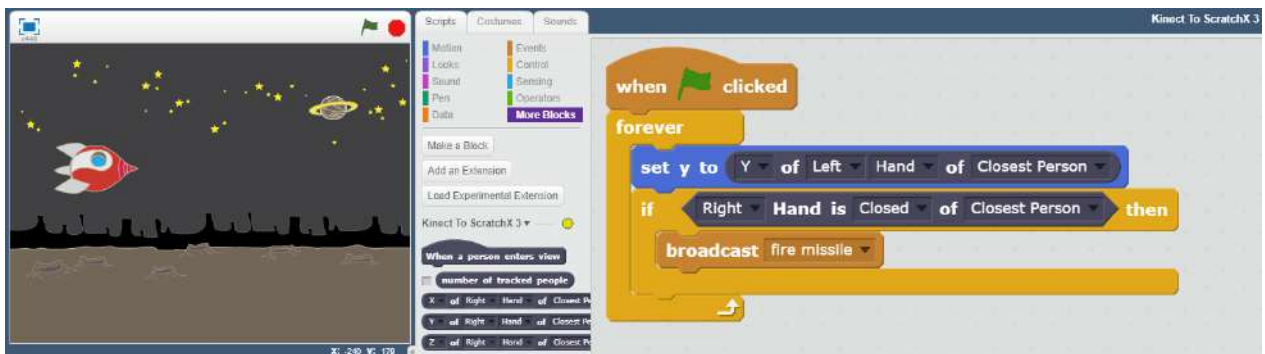 Scripts Costumes Sounds
Kinect To ScratchX 3
Motion Events
Looks Control
Sound Sensing
Pen Operators
Data More Blocks
Make a Block
Add an Extension
Load Experimental Extension
Kinect To ScratchX 3
When a person enters view
number of tracked people
X of Right Hand of Closest Pe
Y of Right Hand of Closest Pe
Z of Right Hand of Closest Pe
X: -240 Y: 170
when clicked
forever
set y to Y of Left Hand of Closest Person
if Right Hand is Closed of Closest Person then
broadcast fire missile